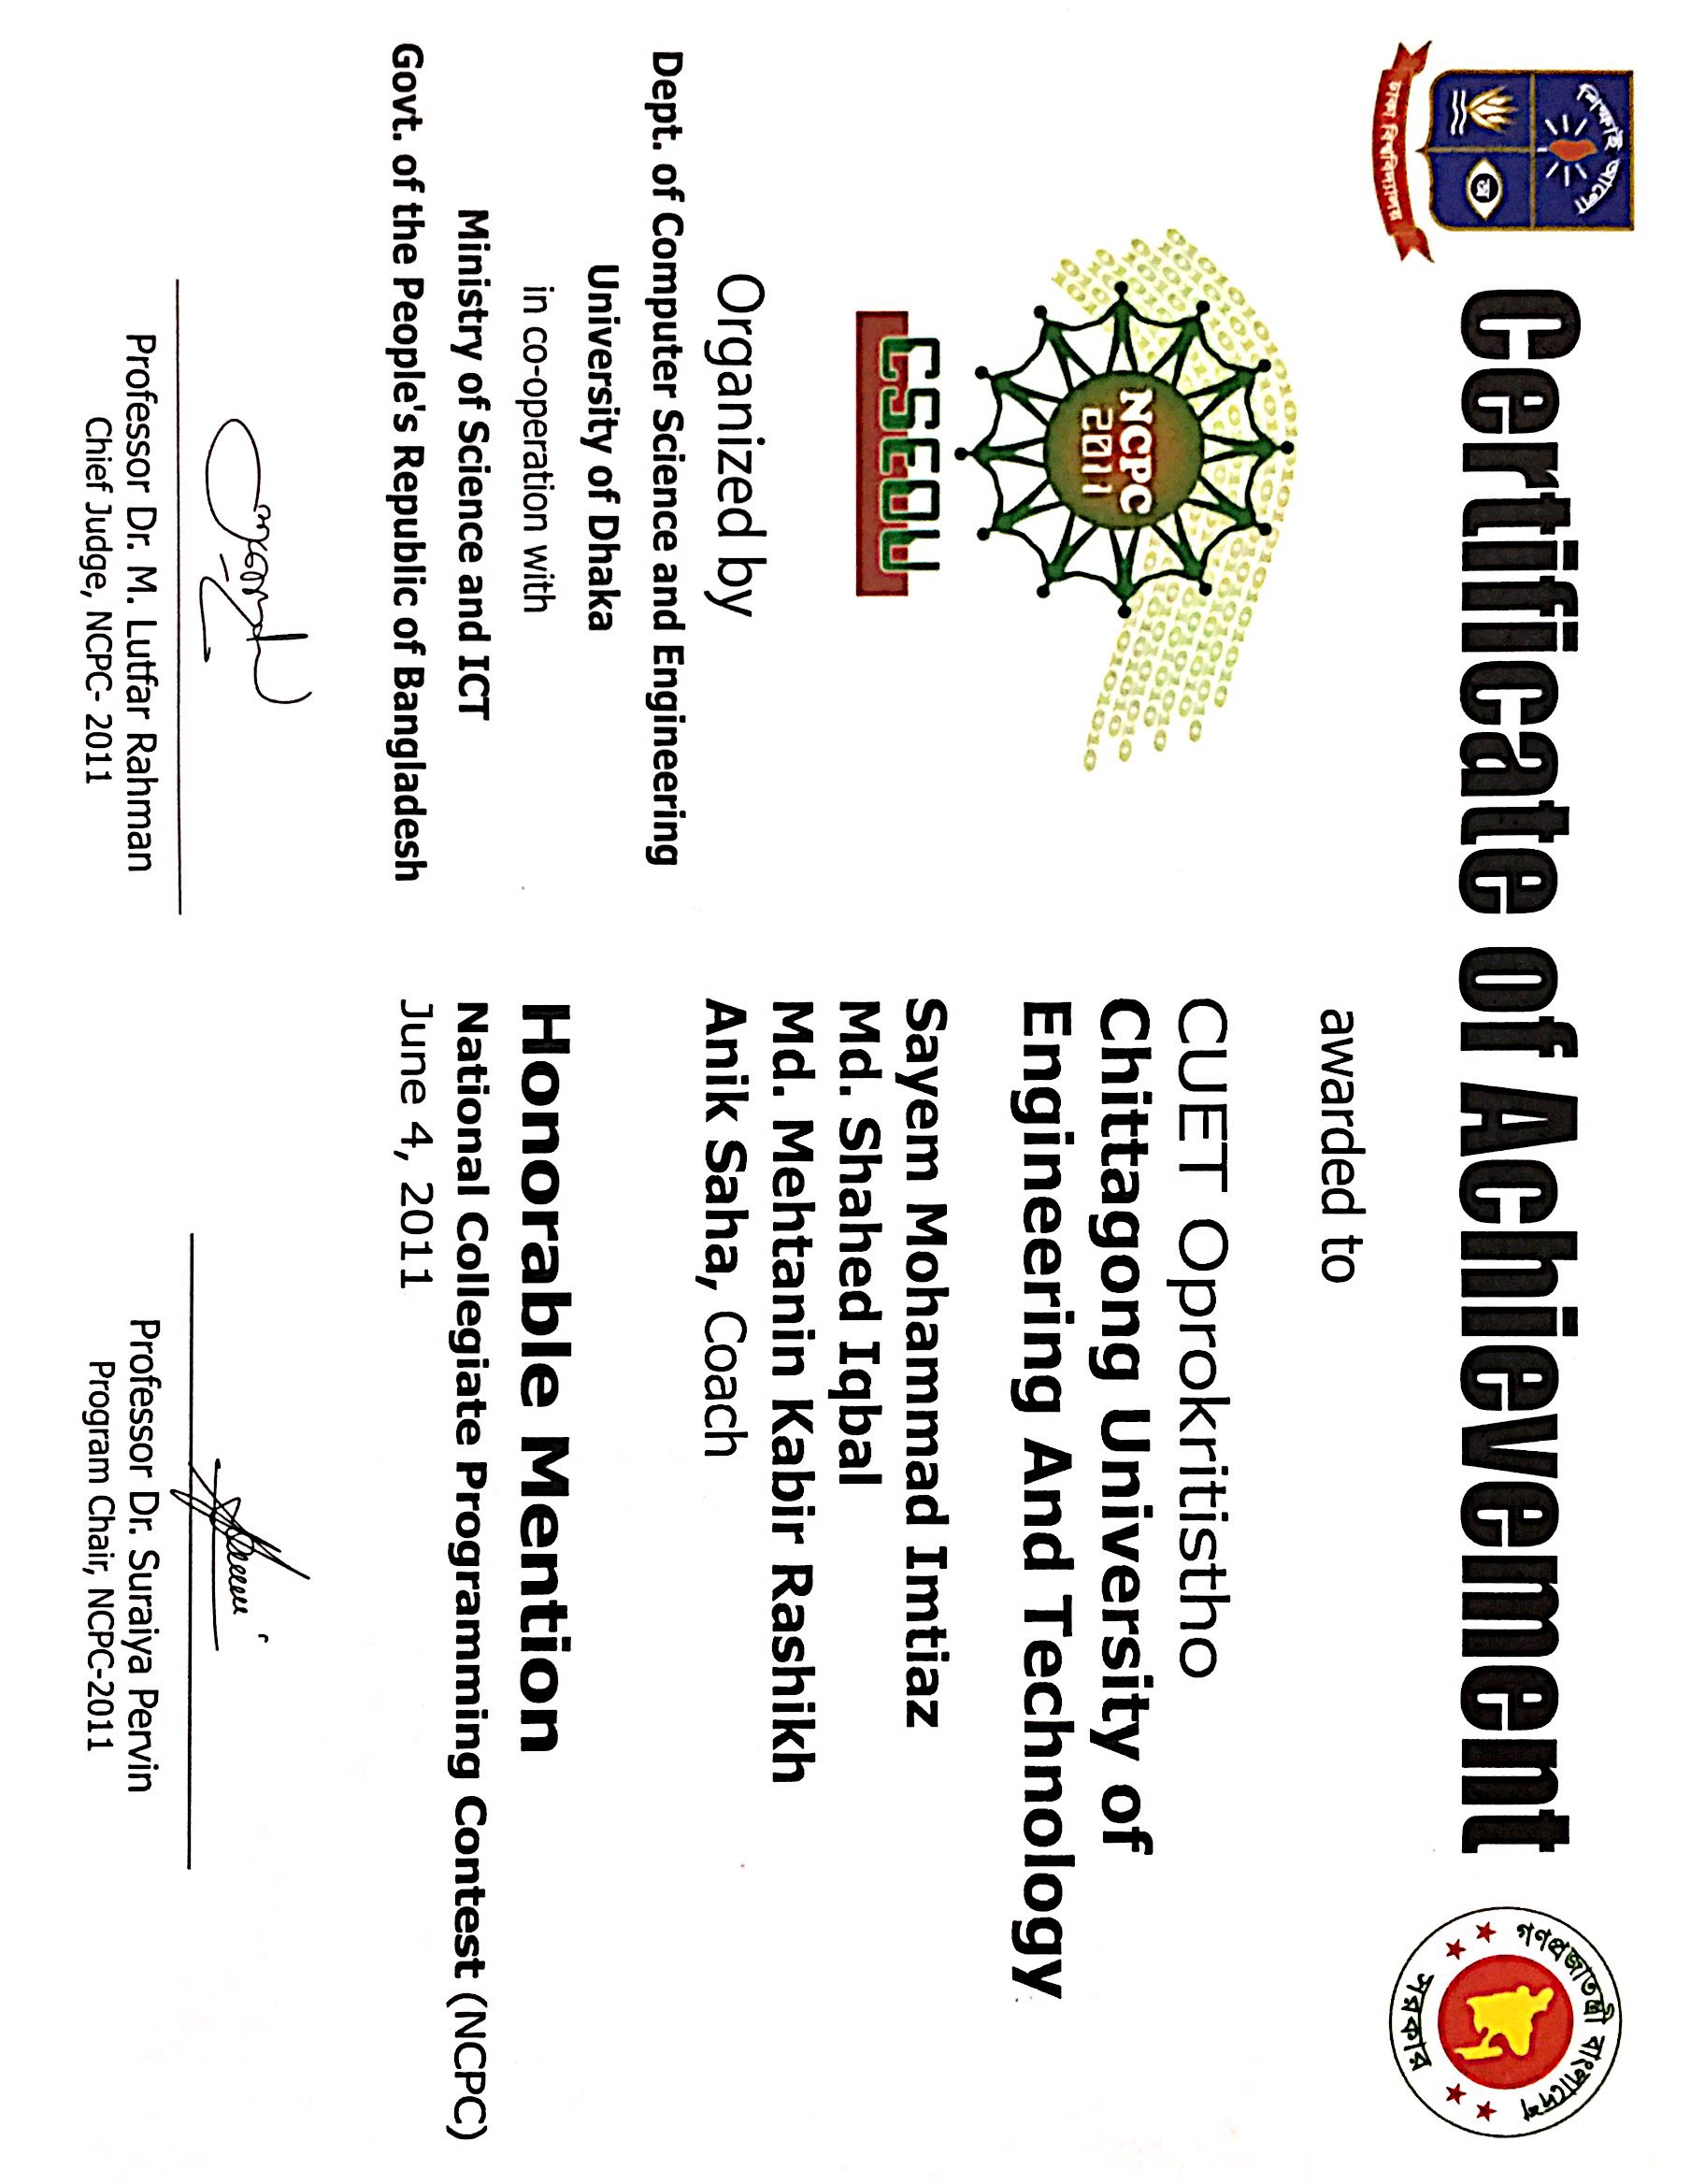 শিক্ষাই আলো
অ
ঢাকা বিশ্ববিদ্যালয়
Certificate of Achievement
গণপ্রজাতন্ত্রী বাংলাদেশ
সরকার
awarded to
NCPC
2011
CSEDU
CUET Oprokritistho
Chittagong University of
Engineering And Technology
Sayem Mohammad Imtiaz
Md. Shahed Iqbal
Md. Mehtanin Kabir Rashikh
Anik Saha, Coach
Organized by
Dept. of Computer Science and Engineering
University of Dhaka
in co-operation with
Ministry of Science and ICT
Govt. of the People's Republic of Bangladesh
Honorable Mention
National Collegiate Programming Contest (NCPC)
June 4, 2011
Professor Dr. M. Lutfar Rahman
Chief Judge, NCPC- 2011
Professor Dr. Suraiya Pervin
Program Chair, NCPC-2011